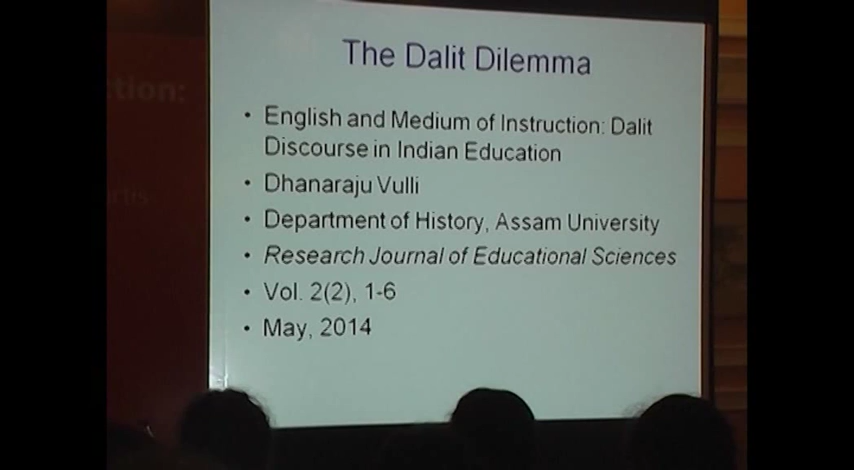 The Dalit Dilemma
• English and Medium of Instruction: Dalit
Discourse in Indian Education
• Dhanaraju Vulli
• Department of History, Assam University
• Research Journal of Educational Sciences
• Vol. 2(2), 1-6
• May, 2014
tion: